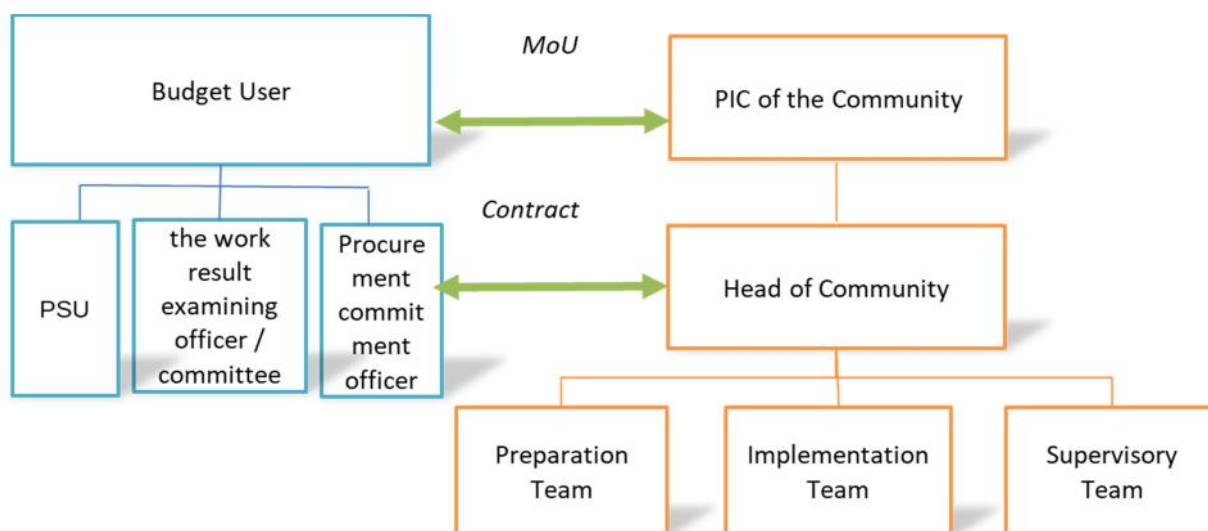 MoU
Budget User
PIC of the Community
Contract
PSU
the work
result
examining
officer /
committee
Procure
ment
commit
ment
officer
Head of Community
Preparation
Team
Implementation
Team
Supervisory
Team